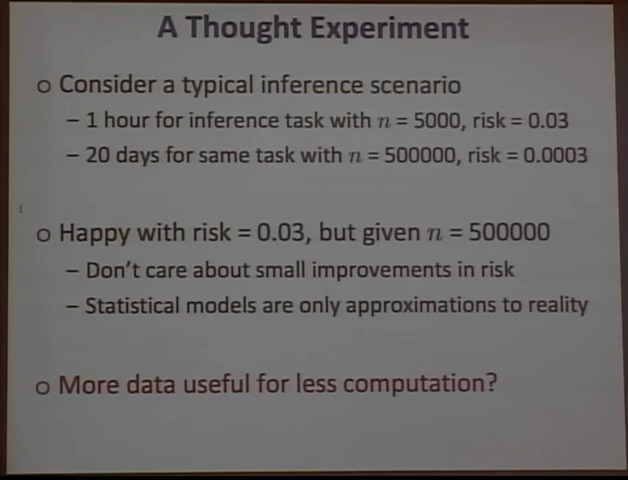 A Thought Experiment
o Consider a typical inference scenario
– 1 hour for inference task with n = 5000, risk = 0.03
– 20 days for same task with n = 500000, risk = 0.0003
o Happy with risk = 0.03, but given n = 500000
– Don't care about small improvements in risk
– Statistical models are only approximations to reality
o More data useful for less computation?